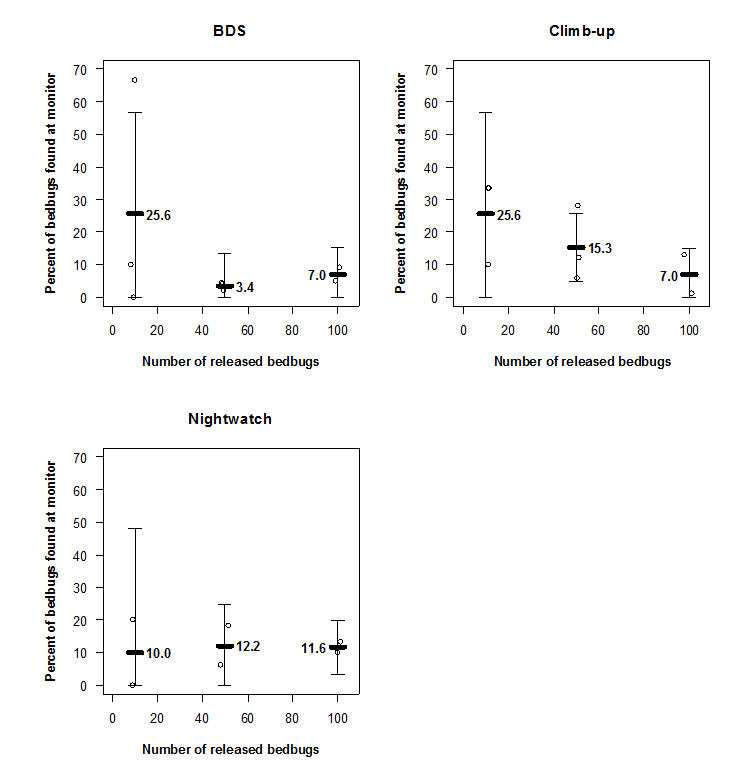 BDS
Percent of bedbugs found at monitor
70
60
50
40
30
20
10
0
25.6
3.4
7.0
0 20 40 60 80 100
Number of released bedbugs
Climb-up
Percent of bedbugs found at monitor
70
60
50
40
30
20
10
0
25.6
15.3
7.0
0 20 40 60 80 100
Number of released bedbugs
Nightwatch
Percent of bedbugs found at monitor
70
60
50
40
30
20
10
0
10.0
12.2
11.6
0 20 40 60 80 100
Number of released bedbugs